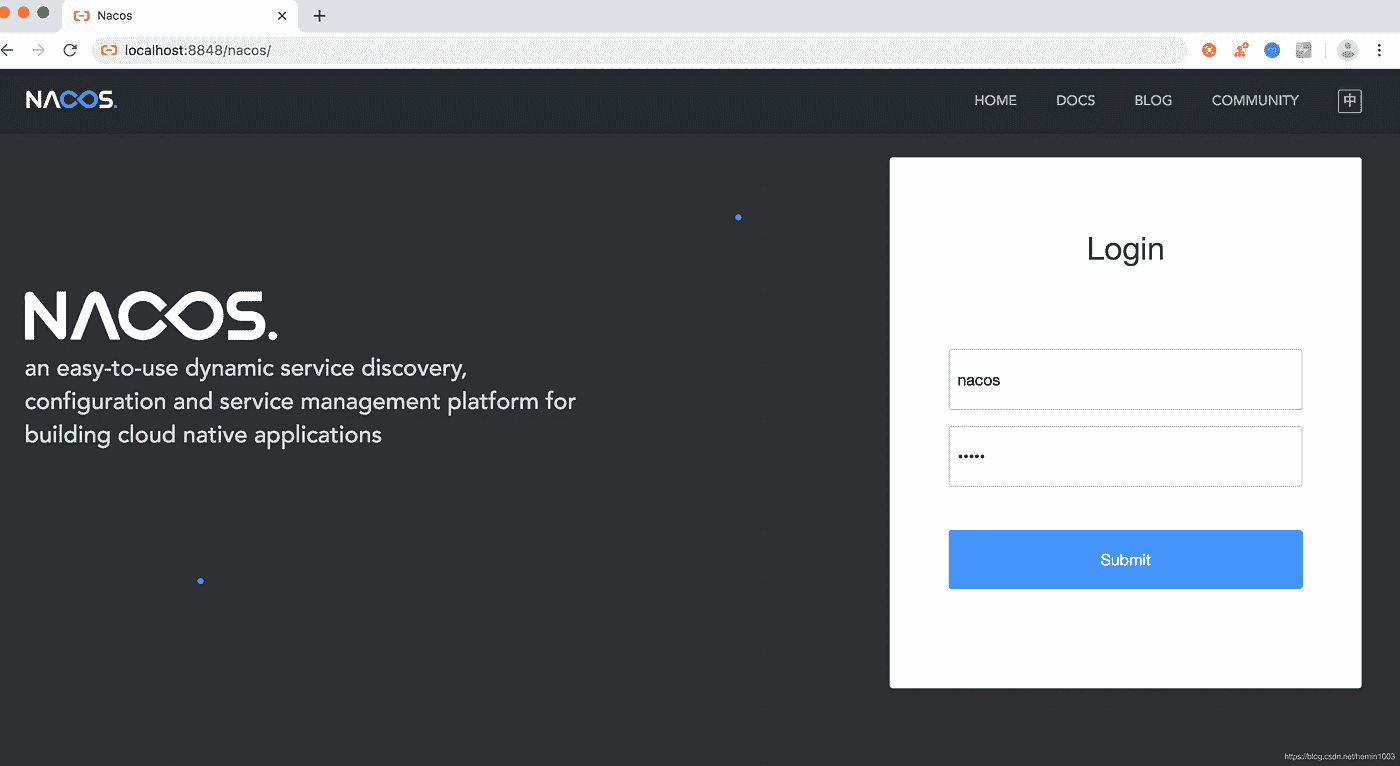 Nacos
localhost:8848/nacos/
NACOS.
HOME DOCS BLOG COMMUNITY 中
Login
NACOS.
an easy-to-use dynamic service discovery,
configuration and service management platform for
building cloud native applications
nacos
•••••
Submit
https://blog.csdn.net/hemin1003